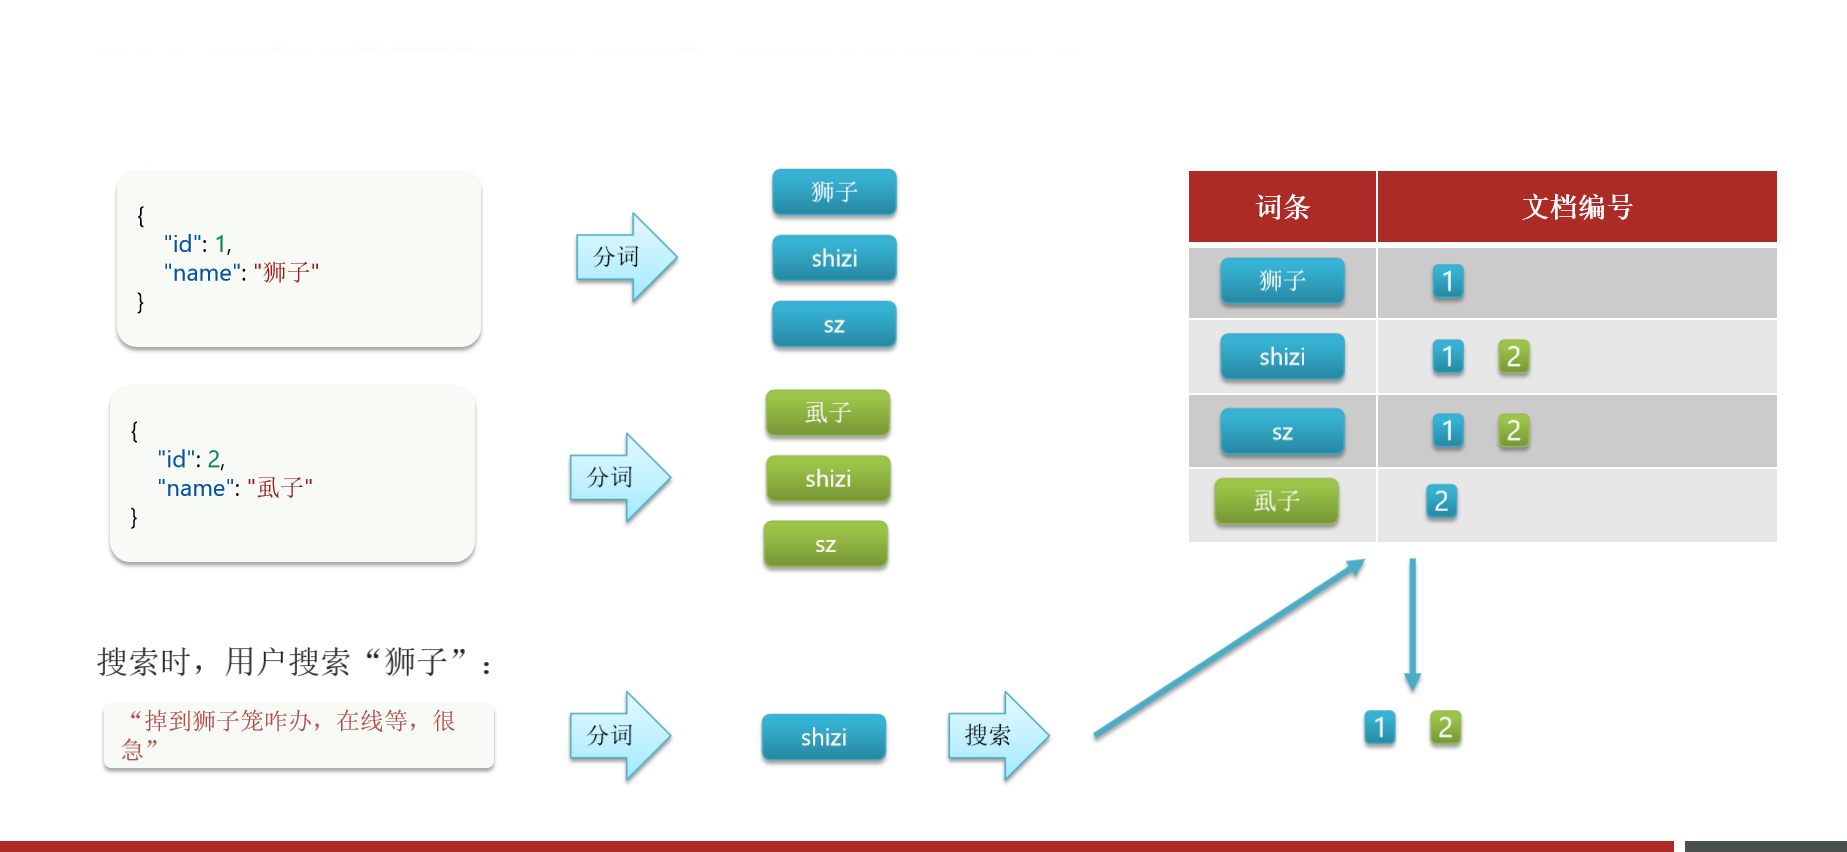 {
"id": 1,
"name": "狮子"
}
分词
狮子
shizi
sz
{
"id": 2,
"name": "虱子"
}
分词
虱子
shizi
sz
词条 文档编号
狮子 1
shizi 1 2
sz 1 2
虱子 2
搜索时，用户搜索“狮子”：
“掉到狮子笼咋办，在线等，很
急”
分词
shizi
搜索
1 2